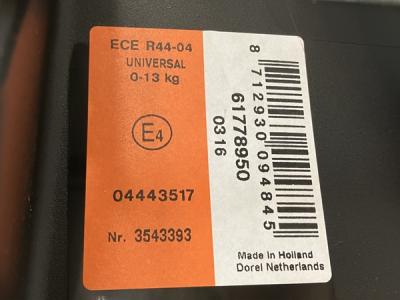 ECE R44-04
UNIVERSAL
0-13 kg
E4
04443517
Nr. 3543393
61778950
0316
8 712930 094845
Made in Holland
Dorel Netherlands